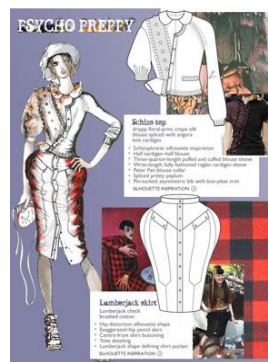 PSYCHO PREPPY
Schizo top
drippy floral-print, crepe silk
blouse spliced with angora
knit cardigan
• Schizophrenic silhouette inspiration
• Half cardigan-half blouse
• Three-quarter-length puffed and cuffed blouse sleeve
• Wrist-length, fully fashioned raglan cardigan sleeve
• Peter Pan blouse collar
• Spliced pretty peplum
• Pin-tucked, asymmetric bib with box-pleat trim
SILHOUETTE INSPIRATION
Lumberjack skirt
Lumberjack check
brushed cotton
• Hip-distortion silhouette shape
• Exaggerated-hip pencil skirt
• Centre-front shirt buttoning
• Yoke detailing
• Lumberjack shape defining shirt pocket
SILHOUETTE INSPIRATION